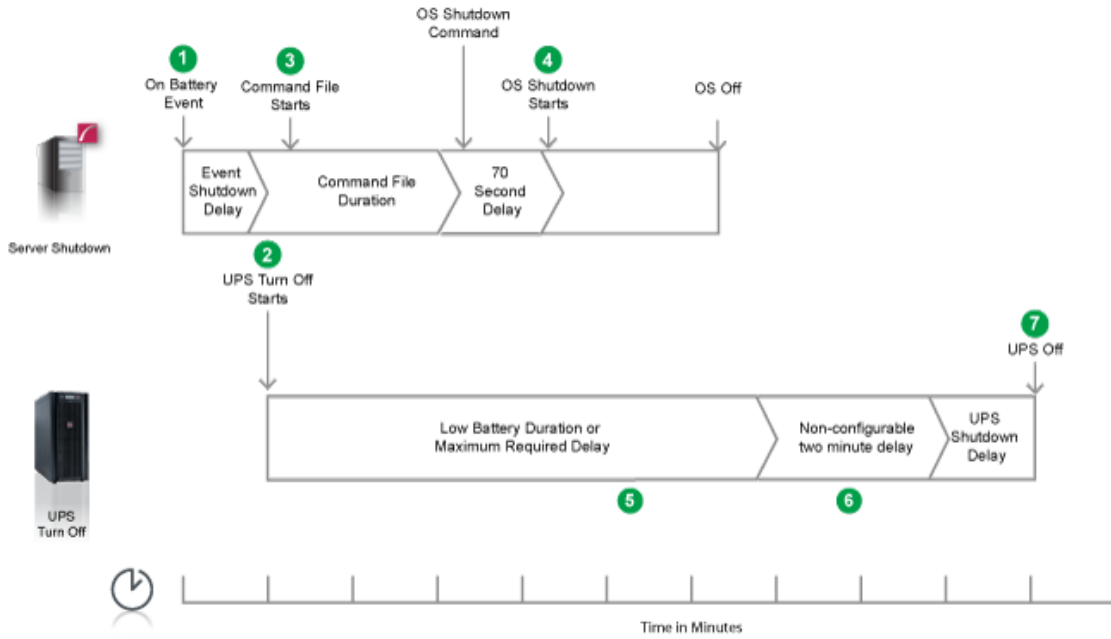 OS Shutdown
Command
1
On Battery
Event
3
Command File
Starts
4
OS Shutdown
Starts
OS Off
Event
Shutdown
Delay
Command File
Duration
70
Second
Delay
Server Shutdown
2
UPS Turn Off
Starts
7
UPS Off
Low Battery Duration or
Maximum Required Delay
Non-configurable
two minute delay
UPS
Shutdown
Delay
5
6
UPS
Turn Off
Time in Minutes